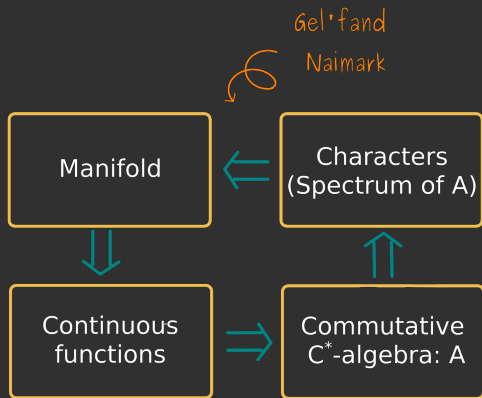 Gel'fand
Naimark
Manifold
Characters
(Spectrum of A)
Continuous
functions
Commutative
C*-algebra: A